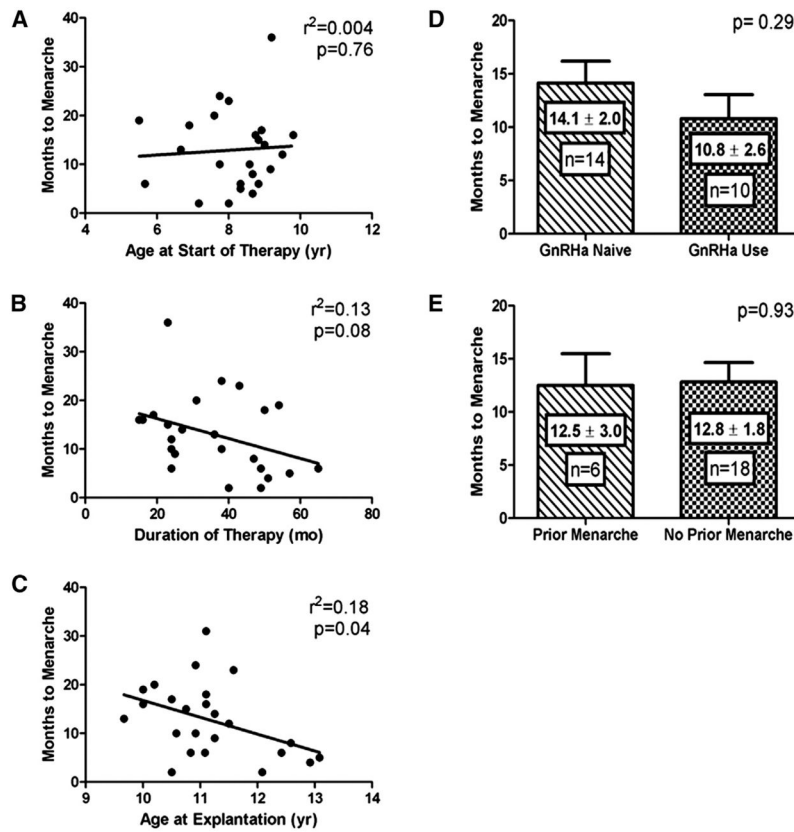 A
r²=0.004
p=0.76
Months to Menarche
40
30
20
10
0
4 6 8 10 12
Age at Start of Therapy (yr)
B
r²=0.13
p=0.08
Months to Menarche
40
30
20
10
0
0 20 40 60 80
Duration of Therapy (mo)
C
r²=0.18
p=0.04
Months to Menarche
40
30
20
10
0
9 10 11 12 13 14
Age at Explantation (yr)
D
p= 0.29
Months to Menarche
20
15
10
5
0
14.1 ± 2.0
n=14
10.8 ± 2.6
n=10
GnRHa Naive GnRHa Use
E
p=0.93
Months to Menarche
20
15
10
5
0
12.5 ± 3.0
n=6
12.8 ± 1.8
n=18
Prior Menarche No Prior Menarche